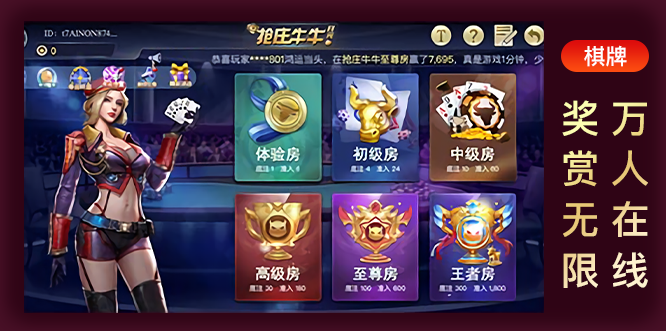 ID: t7AINON874__
0
抢庄牛牛
T ?
恭喜玩家****801鸿运当头，在抢庄牛牛至尊房赢了7,695，真是游1分钟，少
体验房
底注 1 准入 6
初级房
底注 4 准入 24
中级房
底注 10 准入 60
高级房
底注 30 准入 180
至尊房
底注 100 准入 600
王者房
底注 300 准入 1,800
棋牌
万人在线
奖赏无限